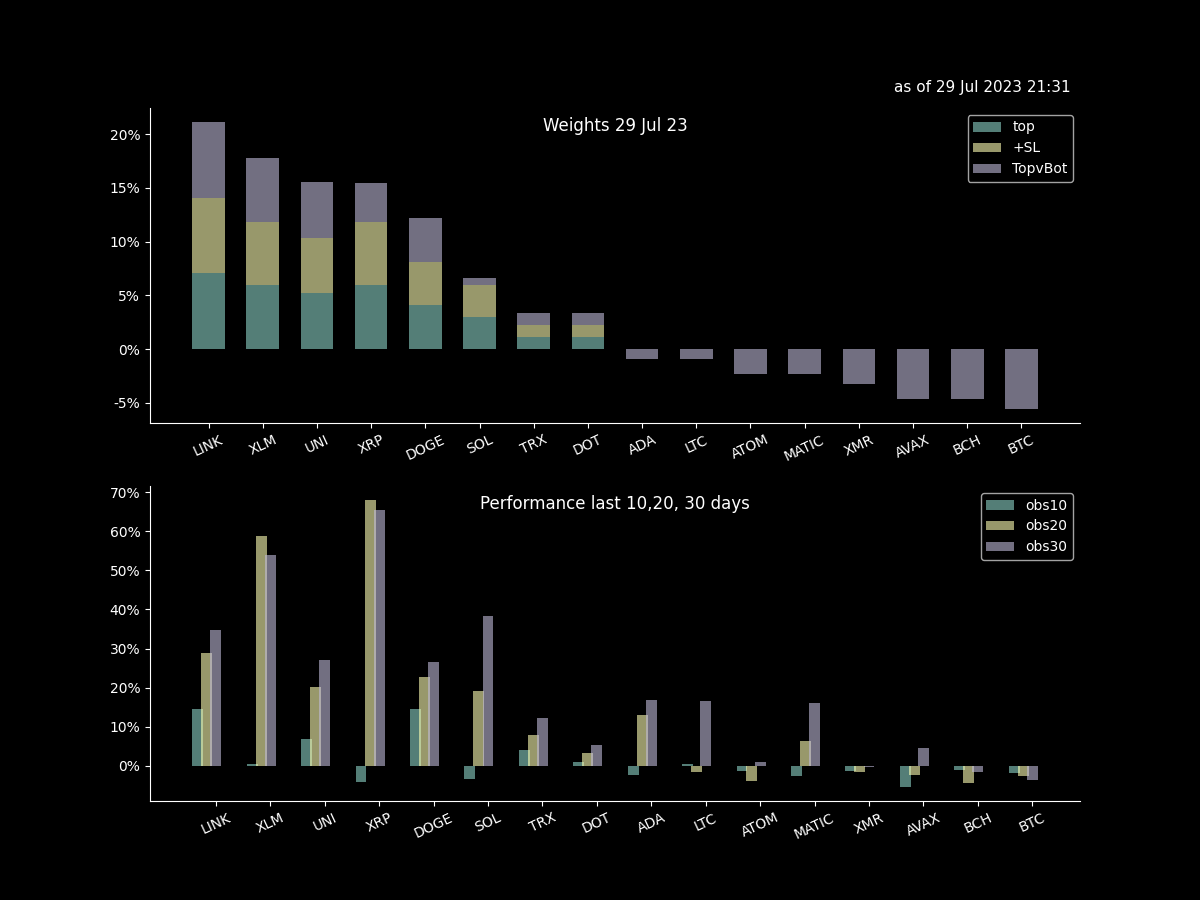 as of 29 Jul 2023 21:31
Weights 29 Jul 23
top
+SL
TopvBot
20%
15%
10%
5%
0%
-5%
LINK XLM UNI XRP DOGE SOL TRX DOT ADA LTC ATOM MATIC XMR AVAX BCH BTC
Performance last 10,20, 30 days
obs10
obs20
obs30
70%
60%
50%
40%
30%
20%
10%
0%
LINK XLM UNI XRP DOGE SOL TRX DOT ADA LTC ATOM MATIC XMR AVAX BCH BTC